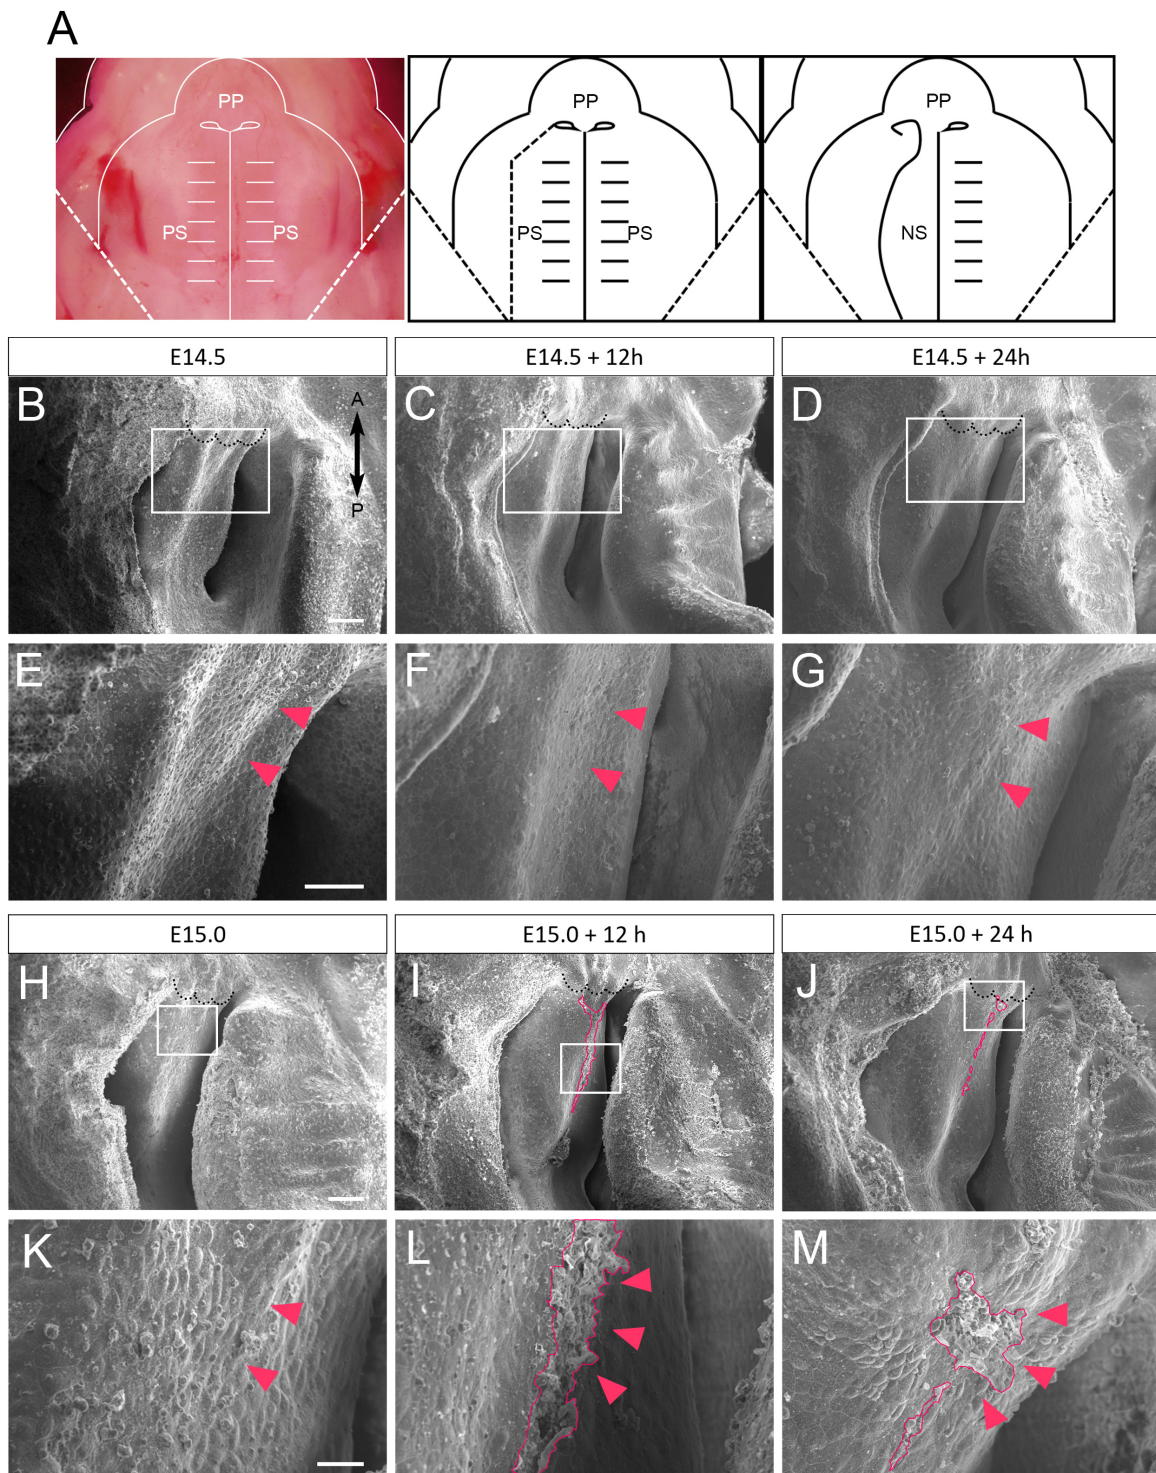 A
PP PP PP
PS PS PS PS NS
E14.5 E14.5 + 12h E14.5 + 24h
B A P C D
E F G
E15.0 E15.0 + 12 h E15.0 + 24 h
H I J
K L M